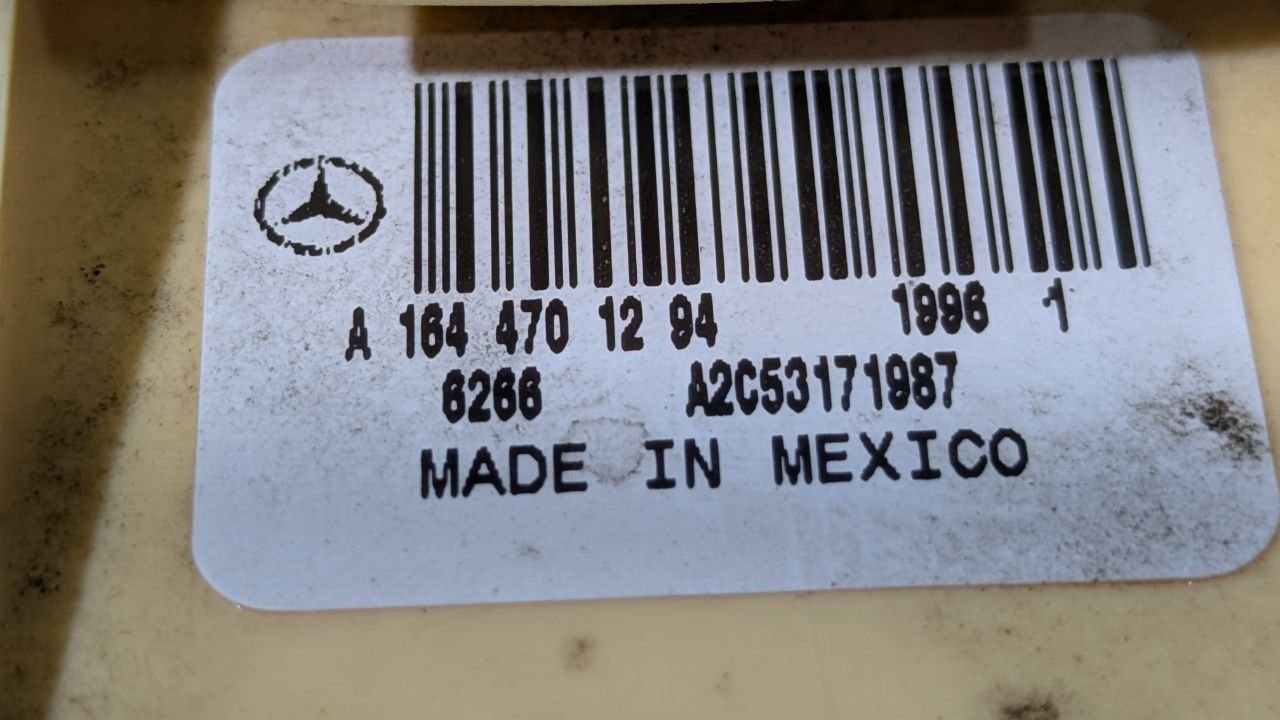 A 164 470 12 94 1996 1
6266 A2C53171987
MADE IN MEXICO